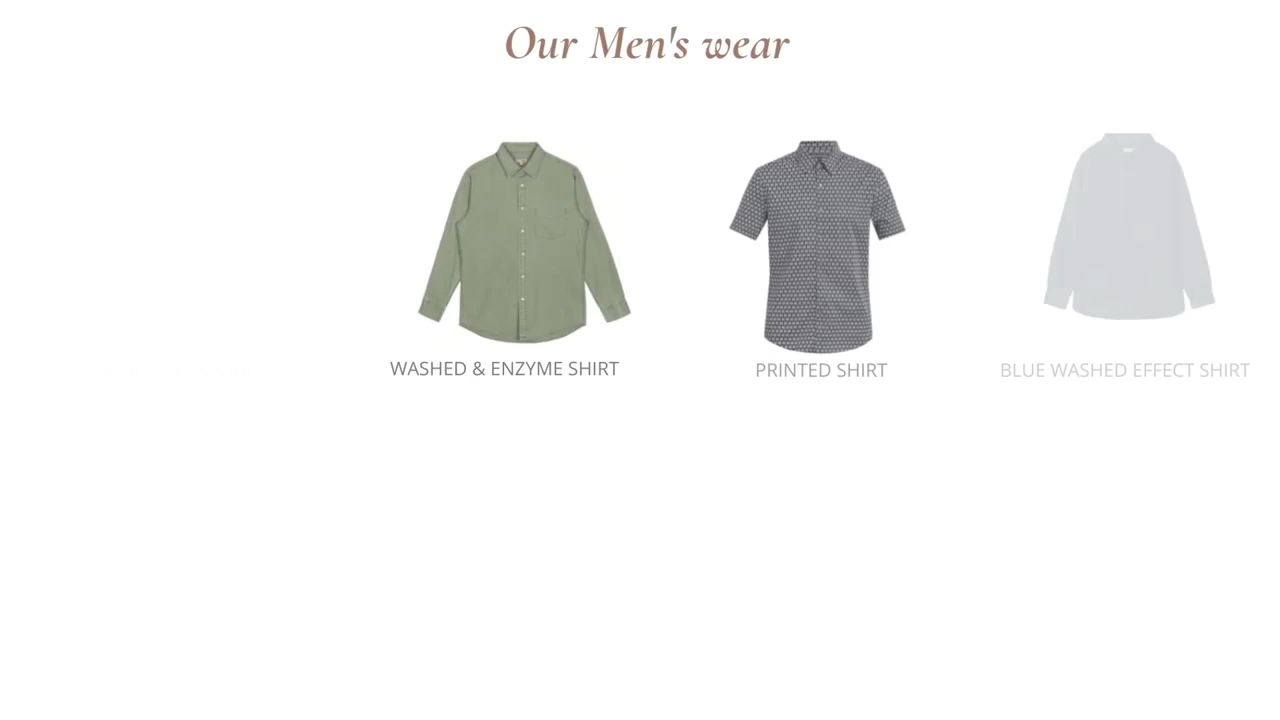 Our Men's wear
WASHED & ENZYME SHIRT
PRINTED SHIRT
BLUE WASHED EFFECT SHIRT